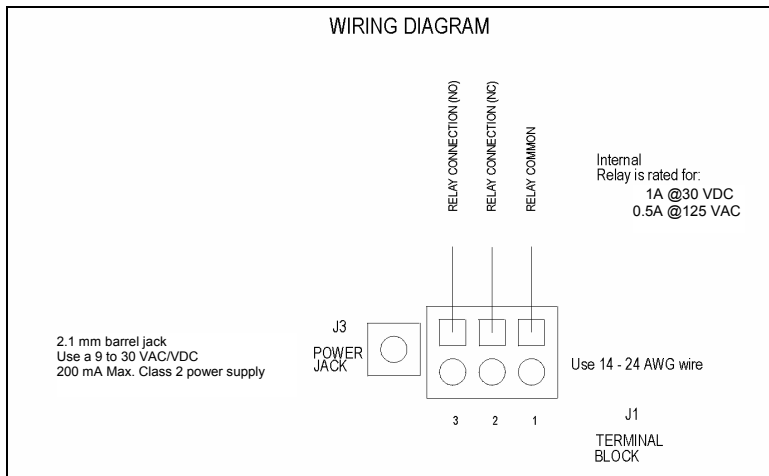 WIRING DIAGRAM
RELAY CONNECTION (NO)
RELAY CONNECTION (NC)
RELAY COMMON
Internal
Relay is rated for:
1A @30 VDC
0.5A @125 VAC
2.1 mm barrel jack
Use a 9 to 30 VAC/VDC
200 mA Max. Class 2 power supply
J3
POWER
JACK
Use 14 - 24 AWG wire
3 2 1
J1
TERMINAL
BLOCK